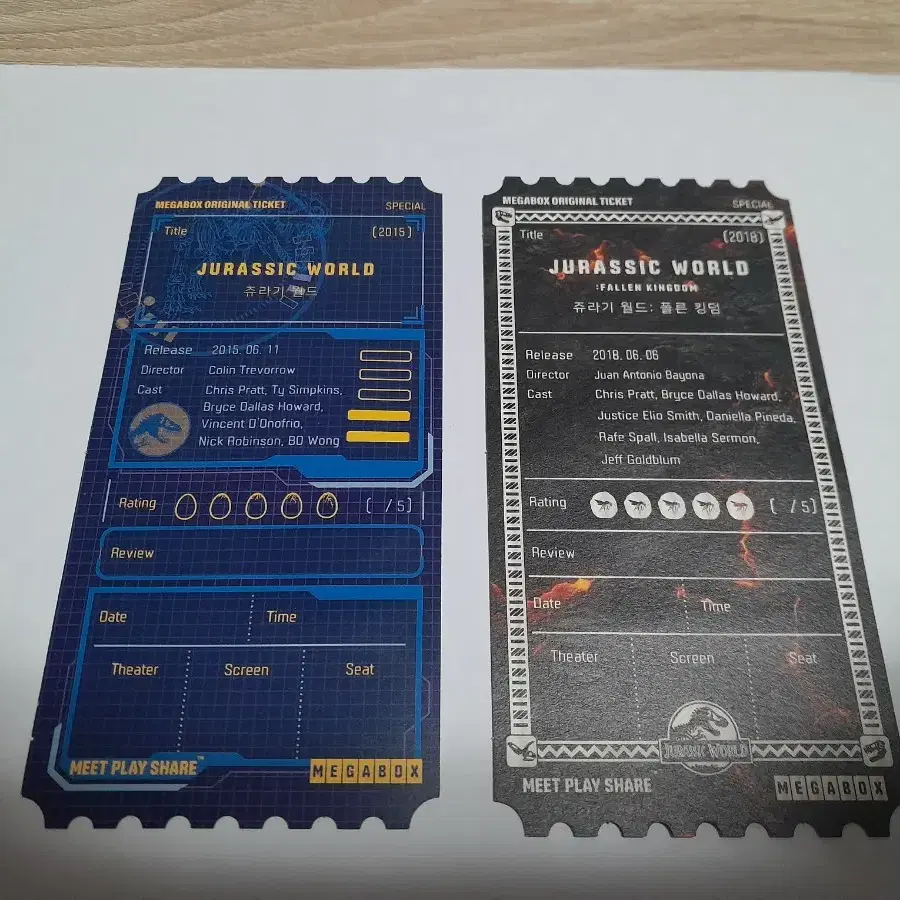 MEGABOX ORIGINAL TICKET SPECIAL
Title (2015)
JURASSIC WORLD
쥬라기 월드
Release 2015. 06. 11
Director Colin Trevorrow
Cast Chris Pratt, Ty Simpkins,
Bryce Dallas Howard,
Vincent D'Onofrio,
Nick Robinson, BD Wong
Rating ( /5)
Review
Date Time
Theater Screen Seat
MEET PLAY SHARE™ MEGABOX
MEGABOX ORIGINAL TICKET SPECIAL
Title (2018)
JURASSIC WORLD
:FALLEN KINGDOM
쥬라기 월드: 폴른 킹덤
Release 2018. 06. 06
Director Juan Antonio Bayona
Cast Chris Pratt, Bryce Dallas Howard,
Justice Elio Smith, Daniella Pineda,
Rafe Spall, Isabella Sermon,
Jeff Goldblum
Rating ( /5)
Review
Date Time
Theater Screen Seat
JURASSIC WORLD
MEET PLAY SHARE MEGABOX